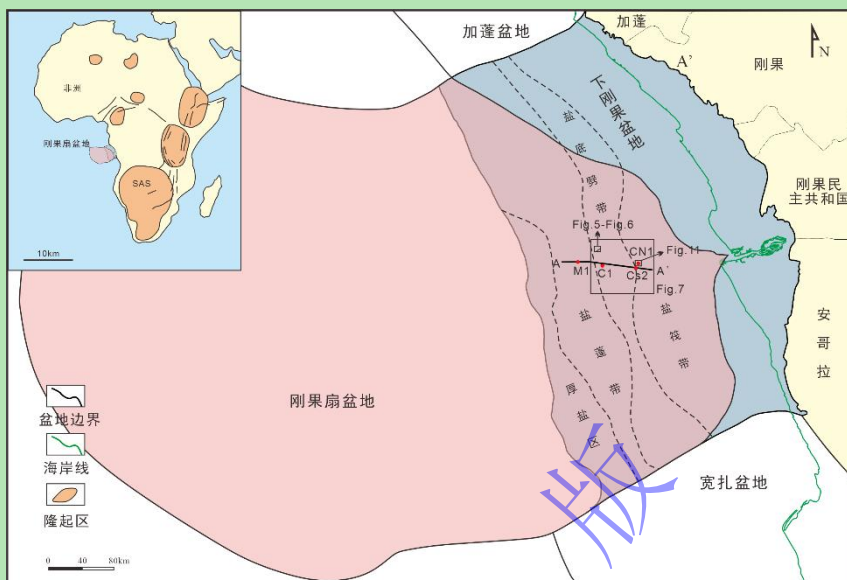 加蓬盆地
加蓬
A'
N
刚果
非洲
刚果扇盆地
SAS
10km
下刚果盆地
盐底劈带
刚果民
主共和国
Fig.5-Fig.6
CN1
Fig.11
A
M1
C1
Cs2
A'
Fig.7
盐筏带
盐蓬带
厚盐区
安哥拉
刚果扇盆地
盆地边界
海岸线
隆起区
宽扎盆地
版
0 40 80km